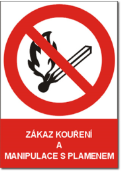 ZÁKAZ KOUŘENÍ
A
MANIPULACE S PLAMENEM